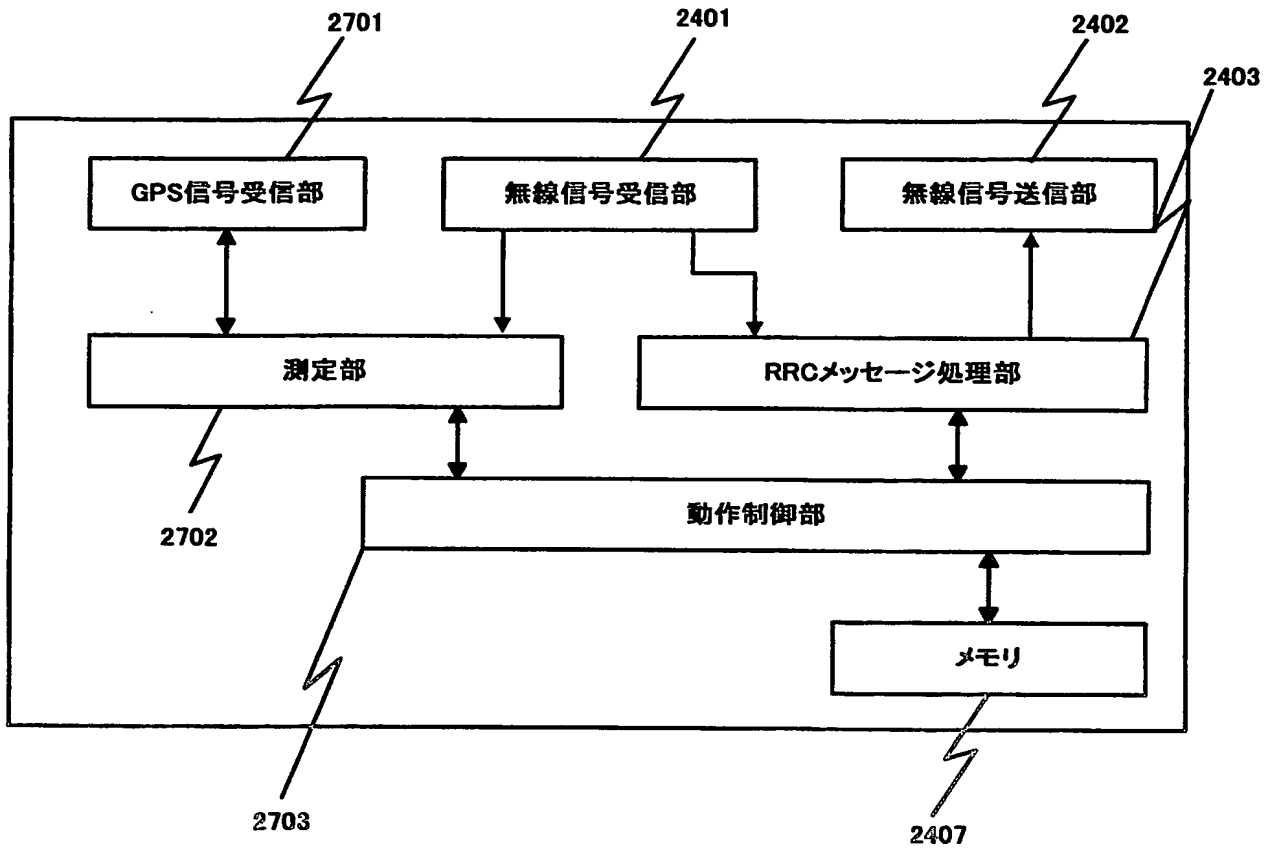 2701
2401
2402
2403
GPS信号受信部
無線信号受信部
無線信号送信部
測定部
RRCメッセージ処理部
2702
動作制御部
メモリ
2703
2407